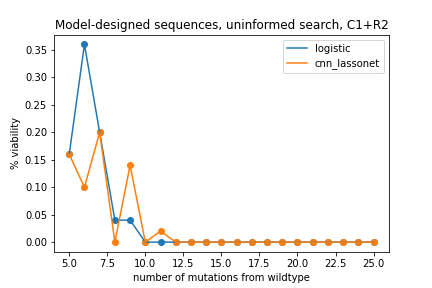 Model-designed sequences, uninformed search, C1+R2
logistic
cnn_lassonet
% viability
0.35
0.30
0.25
0.20
0.15
0.10
0.05
0.00
5.0 7.5 10.0 12.5 15.0 17.5 20.0 22.5 25.0
number of mutations from wildtype